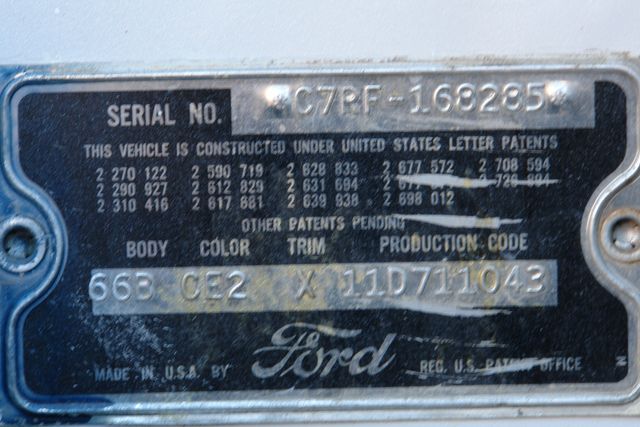 SERIAL NO. *C7RF-168285*
THIS VEHICLE IS CONSTRUCTED UNDER UNITED STATES LETTER PATENTS
2 270 122 2 590 719 2 628 833 2 677 572 2 708 594
2 290 927 2 612 829 2 631 694
2 310 416 2 617 681 2 639 938 2 698 012
OTHER PATENTS PENDING
BODY COLOR TRIM PRODUCTION CODE
66B CE2 X 11D711043
MADE IN U.S.A. BY Ford REG. U.S. PATENT OFFICE